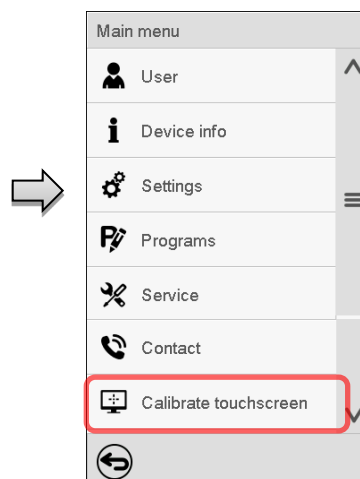 Main menu
User
Device info
Settings
Programs
Service
Contact
Calibrate touchscreen